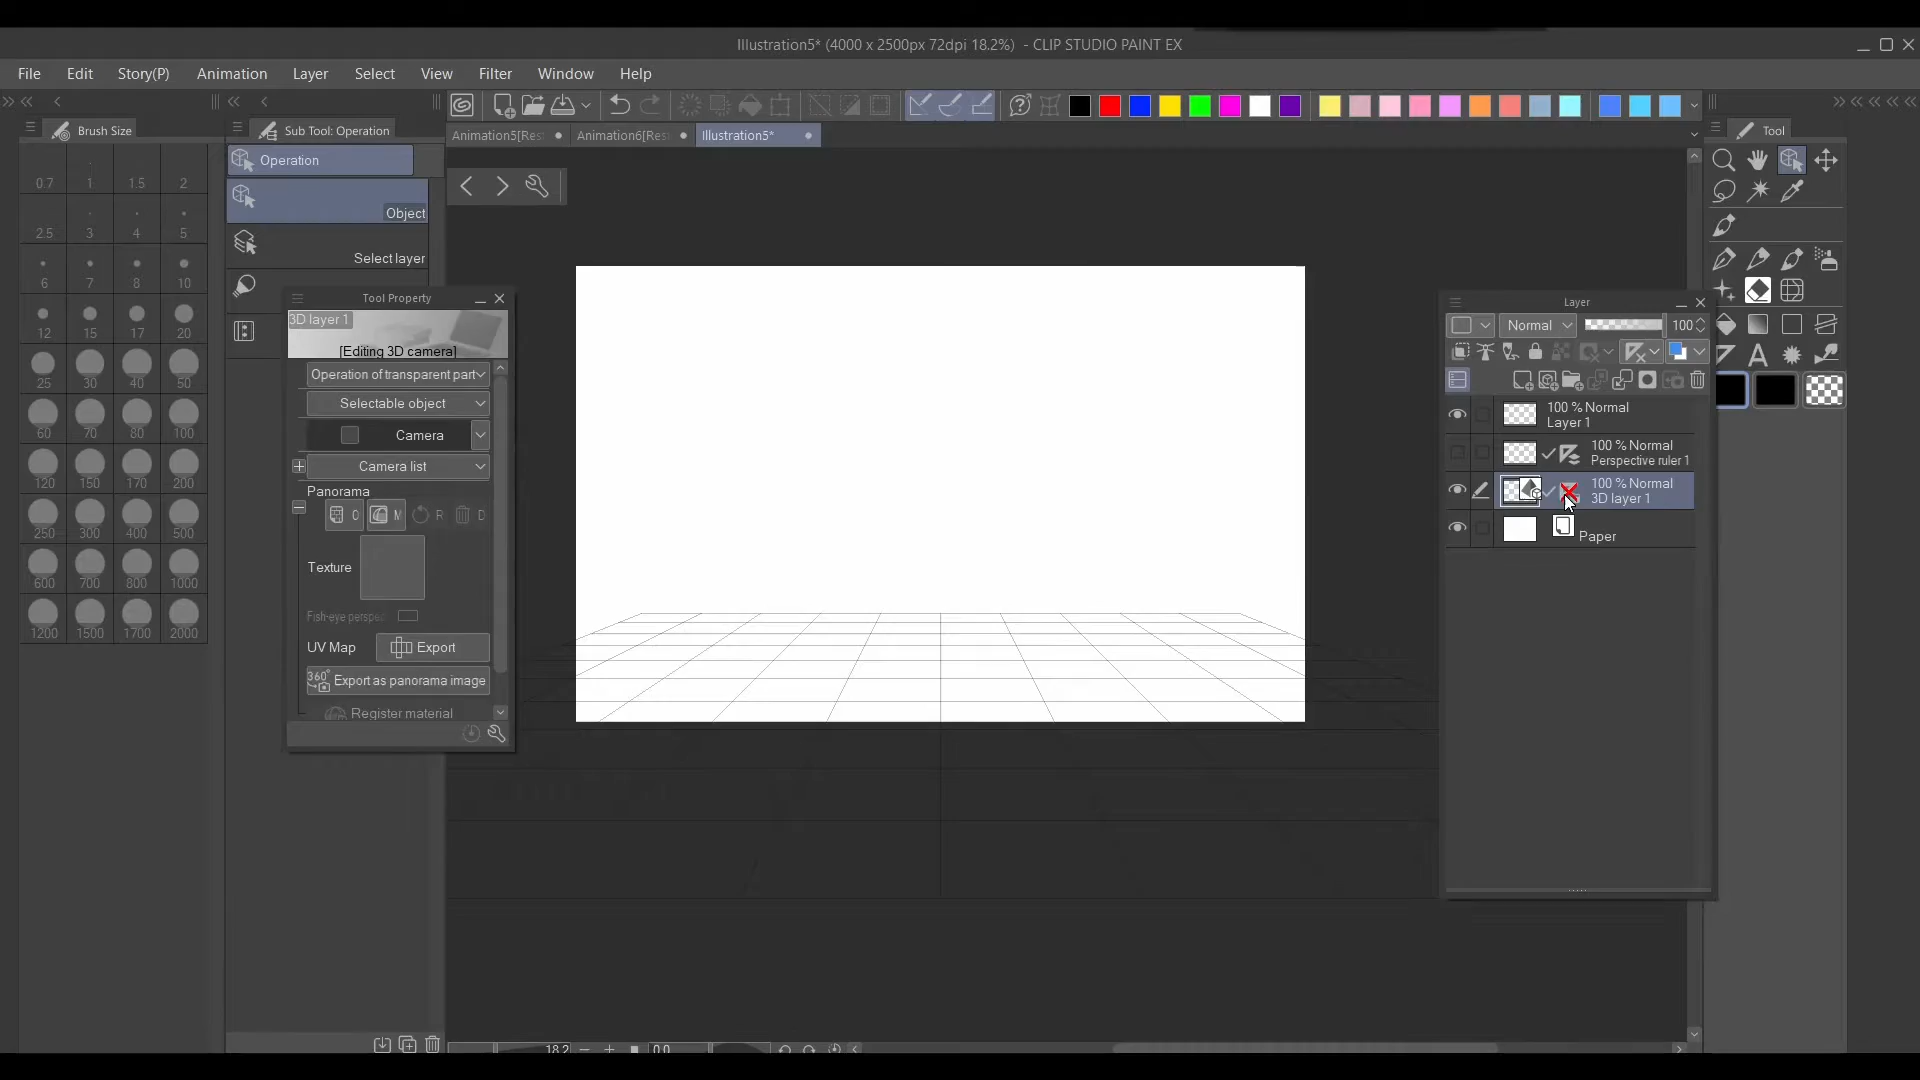 Illustration5* (4000 x 2500px 72dpi 18.2%) - CLIP STUDIO PAINT EX
File Edit Story(P) Animation Layer Select View Filter Window Help
Brush Size
Sub Tool: Operation
Animation5[Res
Animation6[Res
Illustration5*
Tool
Operation
Object
Select layer
0.7 1 1.5 2
2.5 3 4 5
6 7 8 10
12 15 17 20
25 30 40 50
60 70 80 100
120 150 170 200
250 300 400 500
600 700 800 1000
1200 1500 1700 2000
Tool Property
3D layer 1
[Editing 3D camera]
Operation of transparent part
Selectable object
Camera
Camera list
Panorama
M R D
Texture
Fish-eye perspe
UV Map Export
360° Export as panorama image
Register material
Layer
Normal 100
100 % Normal
Layer 1
100 % Normal
Perspective ruler 1
100 % Normal
3D layer 1
Paper
A
18.2 0.0